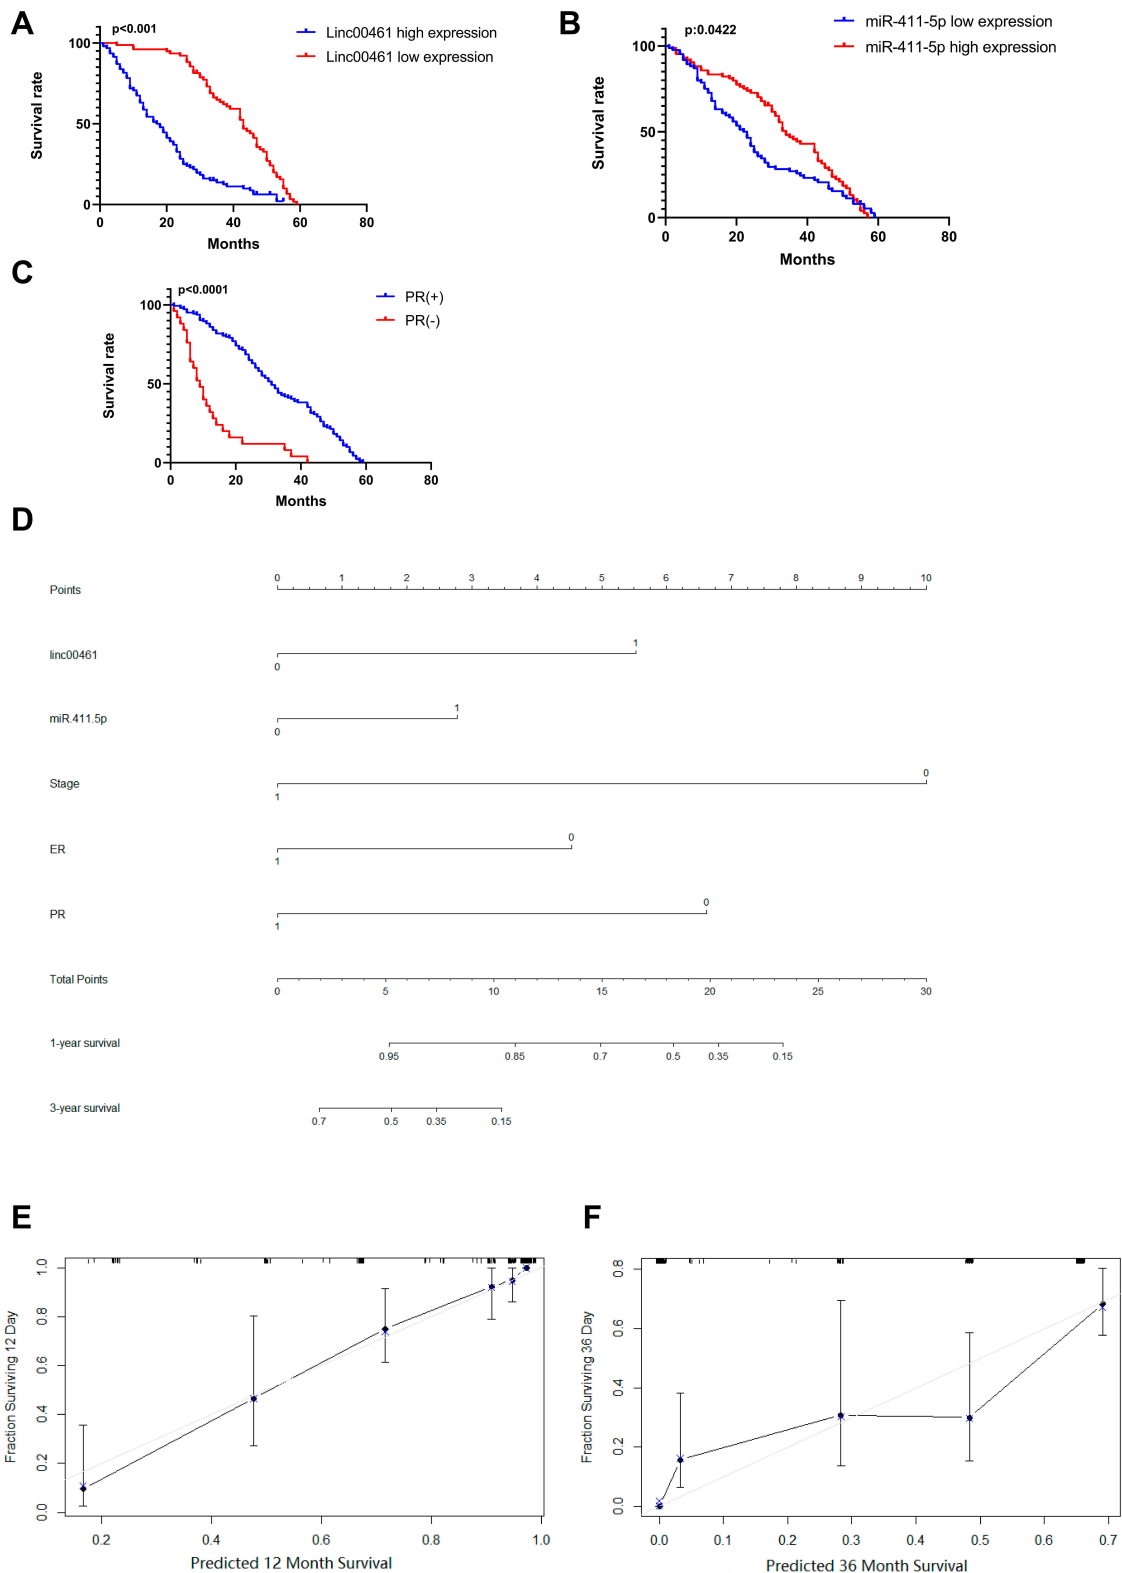 A
p<0.001
Linc00461 high expression
Linc00461 low expression
100
50
0
Survival rate
0 20 40 60 80
Months
B
p:0.0422
miR-411-5p low expression
miR-411-5p high expression
100
50
0
Survival rate
0 20 40 60 80
Months
C
p<0.0001
PR(+)
PR(-)
100
50
0
Survival rate
0 20 40 60 80
Months
D
Points
0 1 2 3 4 5 6 7 8 9 10
linc00461
0 1
miR.411.5p
0 1
Stage
1 0
ER
1 0
PR
1 0
Total Points
0 5 10 15 20 25 30
1-year survival
0.95 0.85 0.7 0.5 0.35 0.15
3-year survival
0.7 0.5 0.35 0.15
E
Fraction Surviving 12 Day
0.0 0.2 0.4 0.6 0.8 1.0
0.2 0.4 0.6 0.8 1.0
Predicted 12 Month Survival
F
Fraction Surviving 36 Day
0.0 0.2 0.4 0.6 0.8
0.0 0.1 0.2 0.3 0.4 0.5 0.6 0.7
Predicted 36 Month Survival